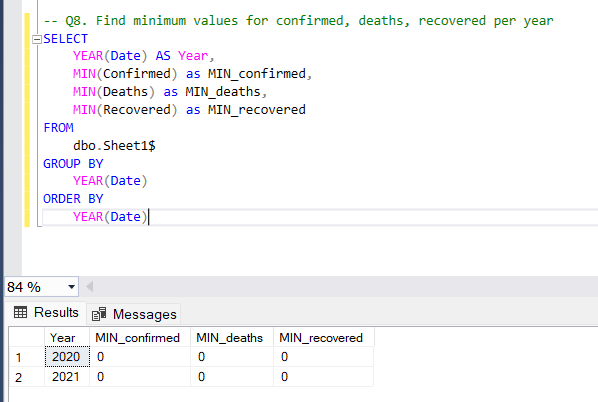 -- Q8. Find minimum values for confirmed, deaths, recovered per year
SELECT
YEAR(Date) AS Year,
MIN(Confirmed) as MIN_confirmed,
MIN(Deaths) as MIN_deaths,
MIN(Recovered) as MIN_recovered
FROM
dbo.Sheet1$
GROUP BY
YEAR(Date)
ORDER BY
YEAR(Date)
84 %
Results Messages
Year MIN_confirmed MIN_deaths MIN_recovered
1 2020 0 0 0
2 2021 0 0 0